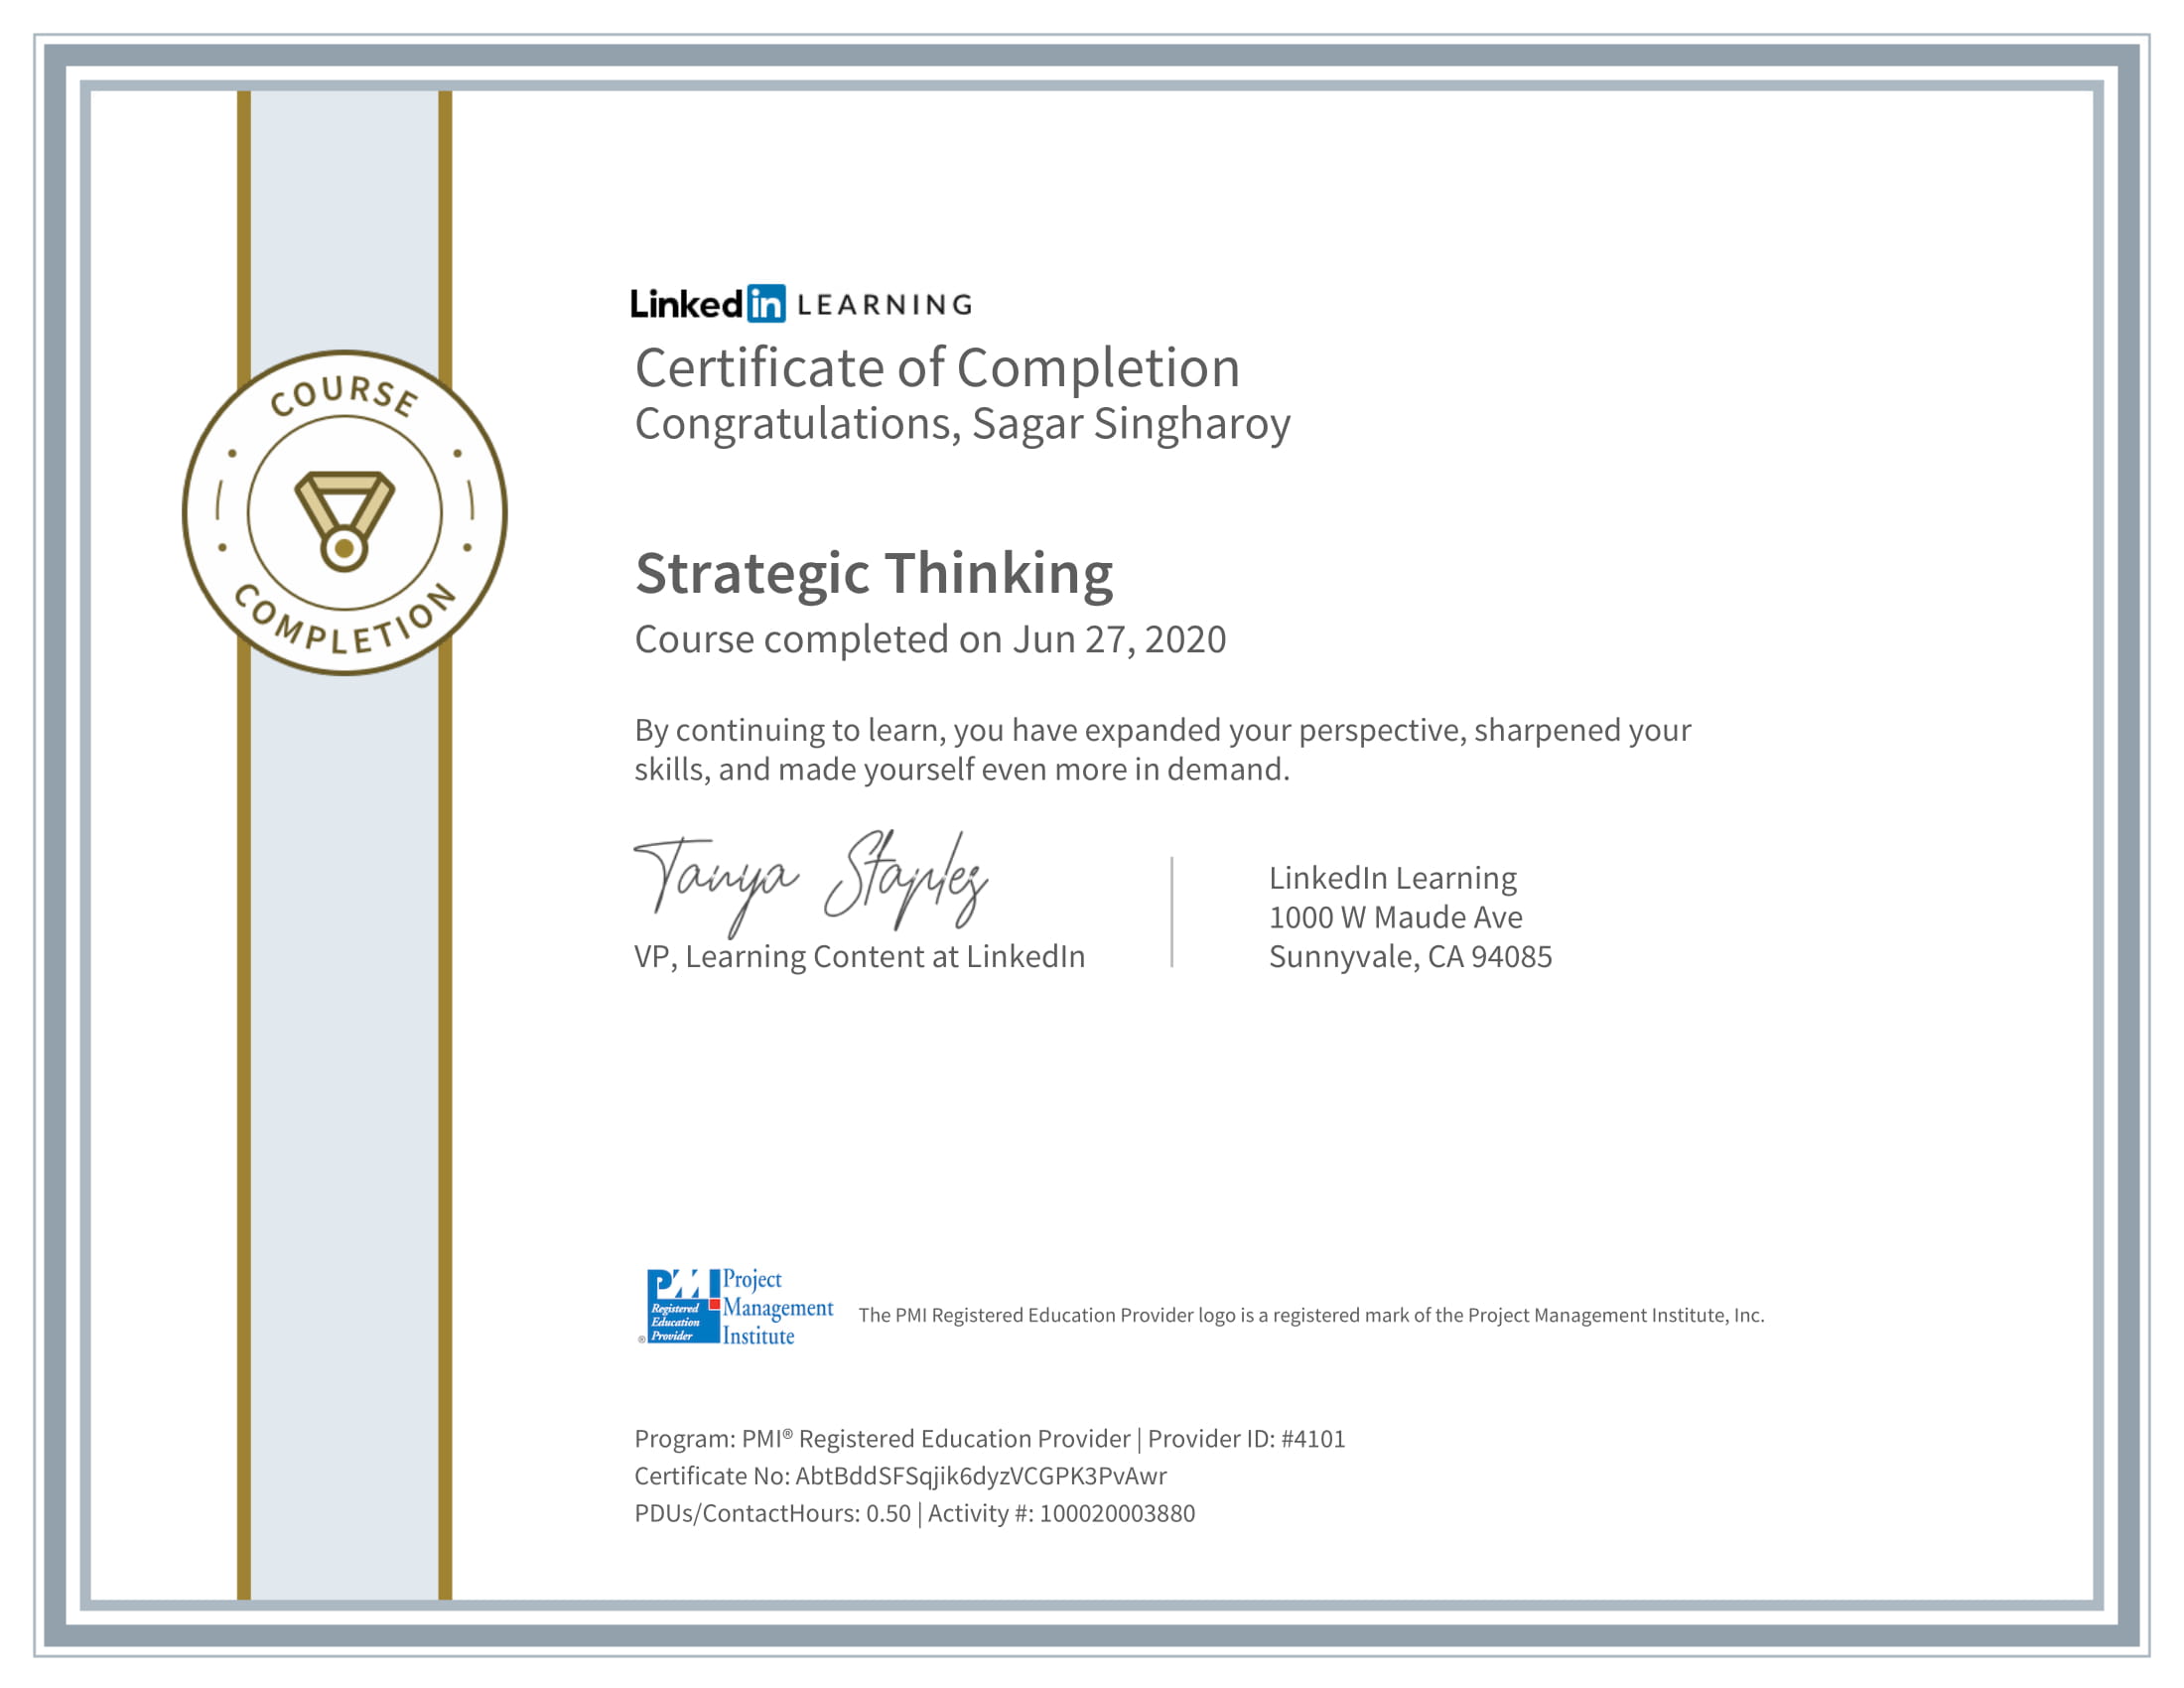 COURSE
COMPLETION
Linked in LEARNING
Certificate of Completion
Congratulations, Sagar Singharoy
Strategic Thinking
Course completed on Jun 27, 2020
By continuing to learn, you have expanded your perspective, sharpened your
skills, and made yourself even more in demand.
Tanya Staples
VP, Learning Content at LinkedIn
LinkedIn Learning
1000 W Maude Ave
Sunnyvale, CA 94085
PMI
Registered
Education
® Provider
Project
Management
Institute
The PMI Registered Education Provider logo is a registered mark of the Project Management Institute, Inc.
Program: PMI® Registered Education Provider | Provider ID: #4101
Certificate No: AbtBddSFSqjik6dyzVCGPK3PvAwr
PDUs/ContactHours: 0.50 | Activity #: 100020003880